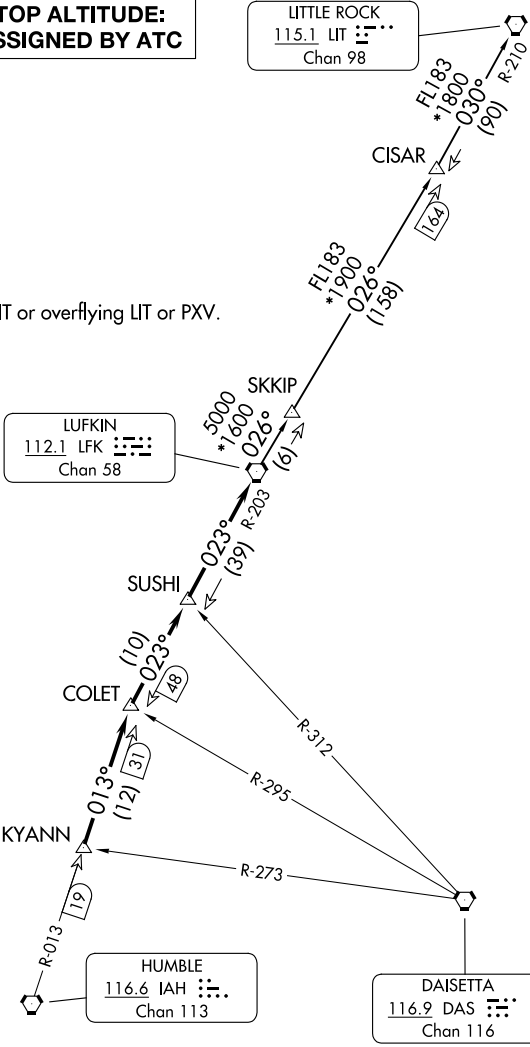 TOP ALTITUDE:
SSIGNED BY ATC
LITTLE ROCK
115.1 LIT
Chan 98
R-210
FL183
*1800
030°
(90)
CISAR
164
FL183
*1900
026°
(158)
IT or overflying LIT or PXV.
SKKIP
5000
*1600
026°
(6)
LUFKIN
112.1 LFK
Chan 58
R-203
023°
(39)
SUSHI
(10)
023°
48
COLET
R-312
R-295
31
013°
(12)
KYANN
R-273
19
R-013
HUMBLE
116.6 IAH
Chan 113
DAISETTA
116.9 DAS
Chan 116